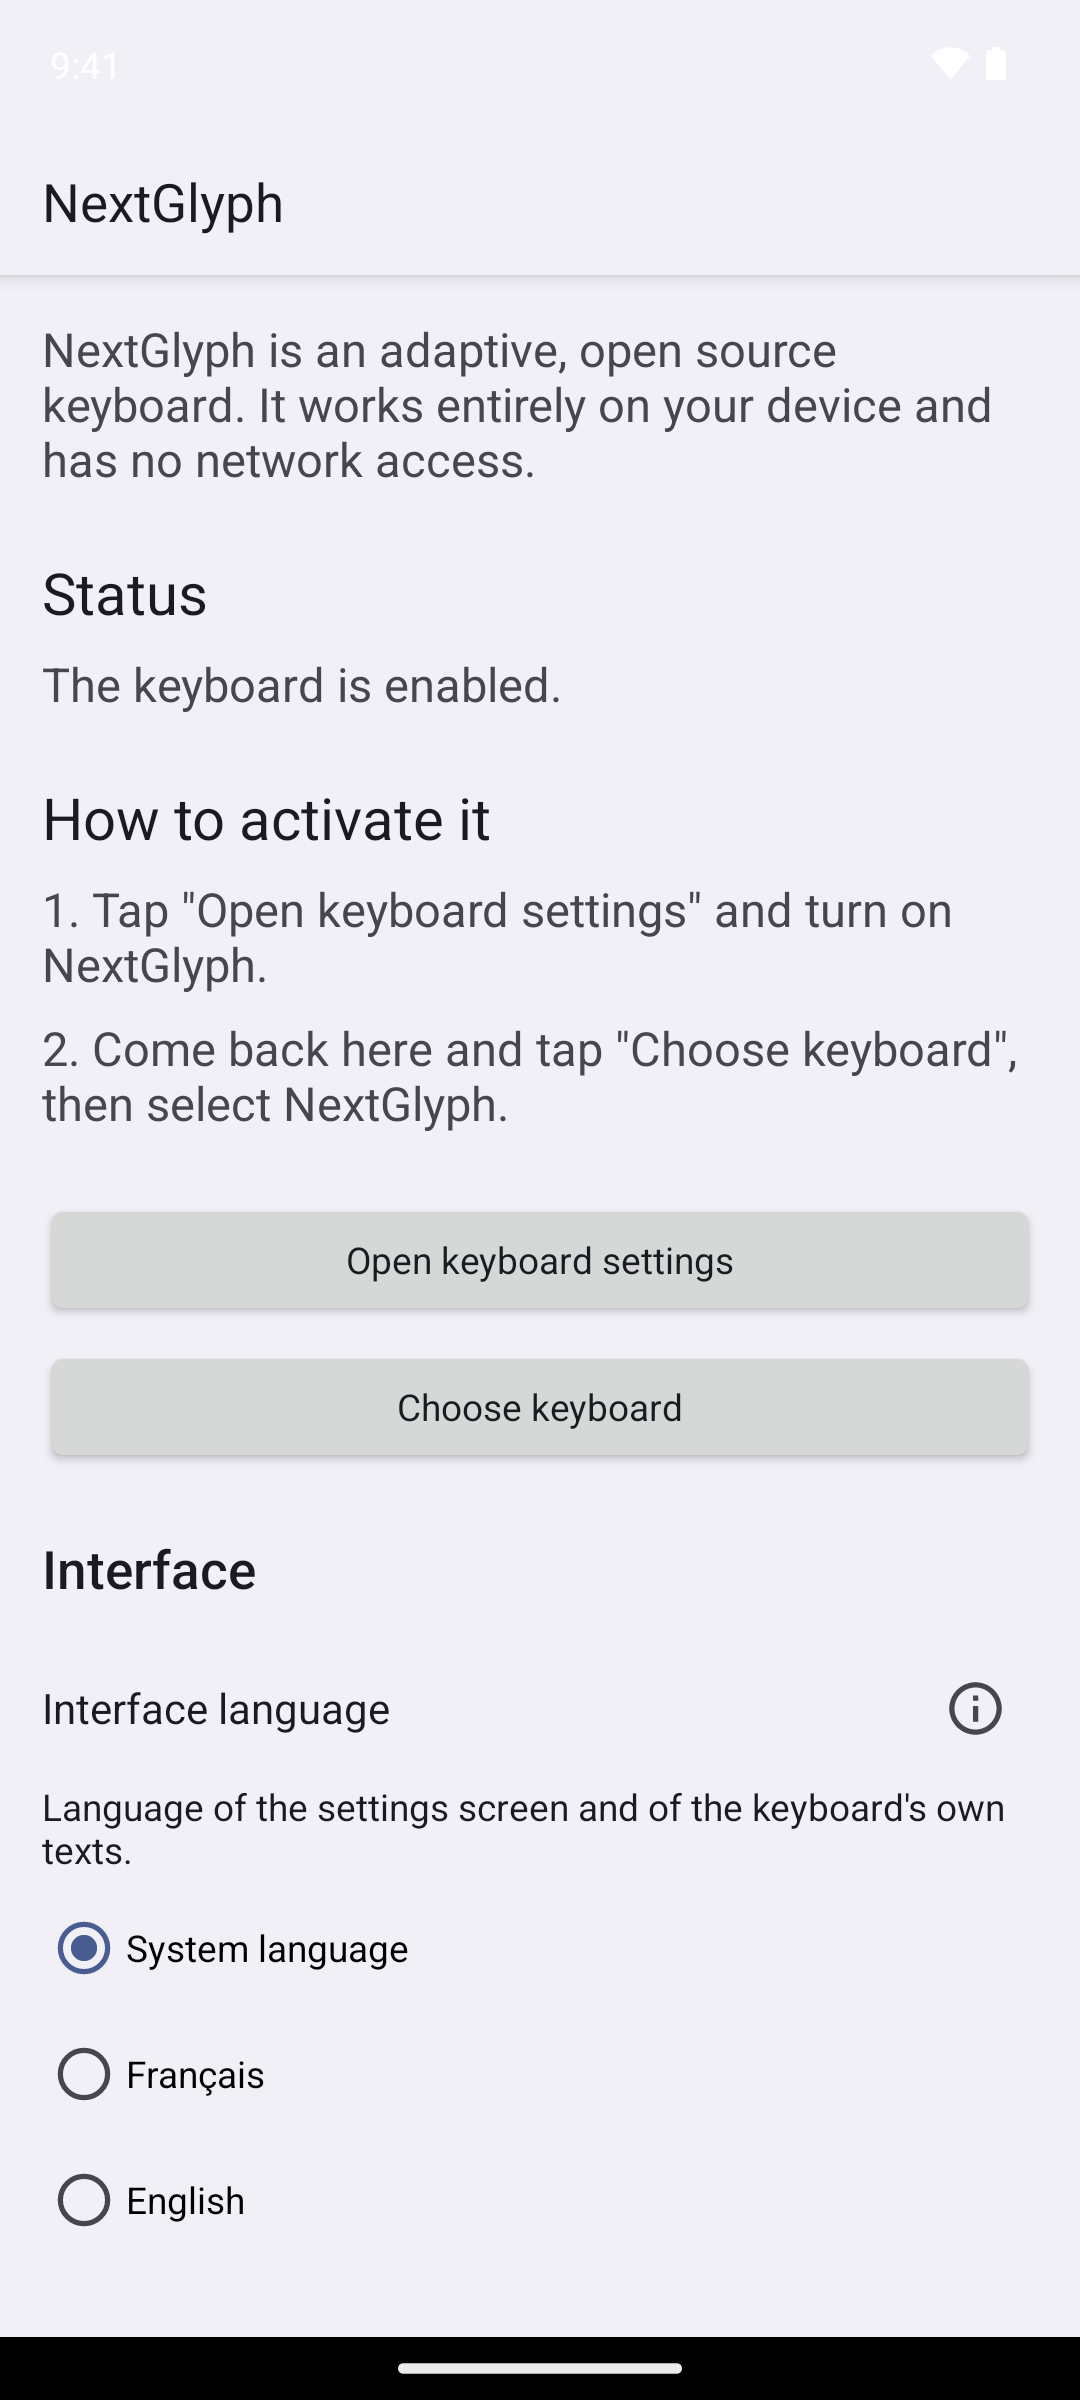 9:41
NextGlyph
NextGlyph is an adaptive, open source
keyboard. It works entirely on your device and
has no network access.
Status
The keyboard is enabled.
How to activate it
1. Tap "Open keyboard settings" and turn on
NextGlyph.
2. Come back here and tap "Choose keyboard",
then select NextGlyph.
Open keyboard settings
Choose keyboard
Interface
Interface language
Language of the settings screen and of the keyboard's own
texts.
System language
Français
English